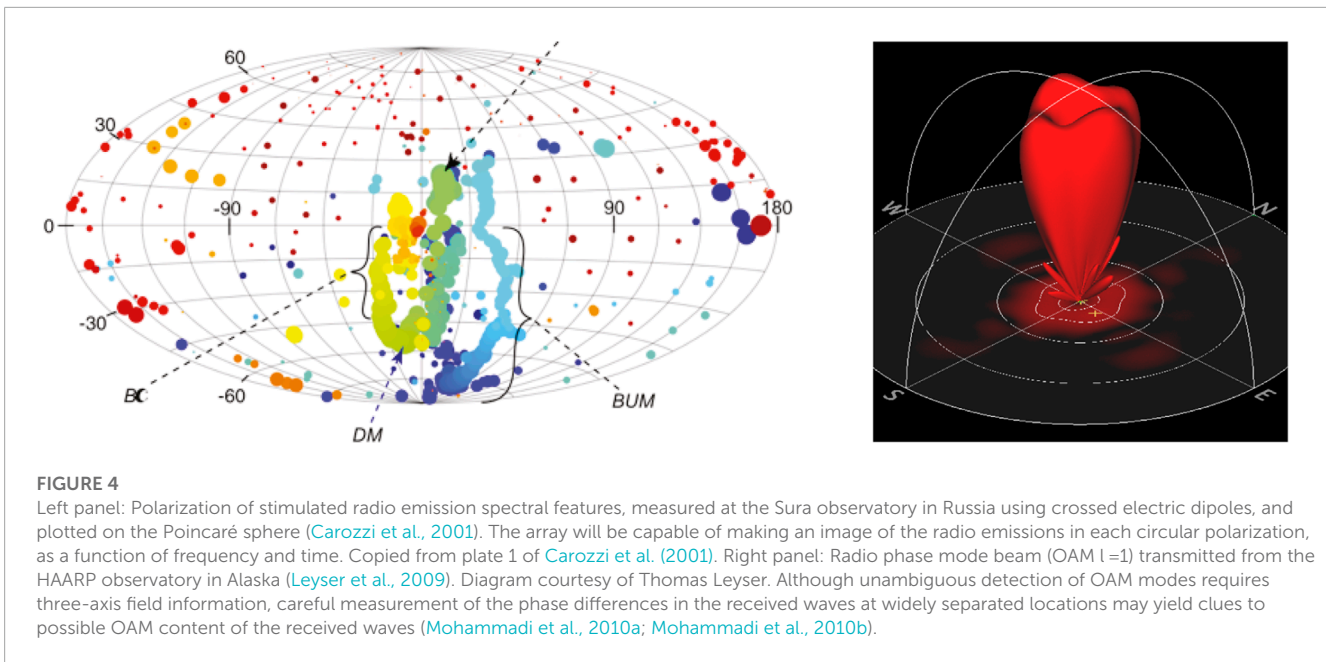 60
30
-90
90
180
0
-30
-60
BC
BUM
DM
W
N
S
E
FIGURE 4
Left panel: Polarization of stimulated radio emission spectral features, measured at the Sura observatory in Russia using crossed electric dipoles, and
plotted on the Poincaré sphere (Carozzi et al., 2001). The array will be capable of making an image of the radio emissions in each circular polarization,
as a function of frequency and time. Copied from plate 1 of Carozzi et al. (2001). Right panel: Radio phase mode beam (OAM l =1) transmitted from the
HAARP observatory in Alaska (Leyser et al., 2009). Diagram courtesy of Thomas Leyser. Although unambiguous detection of OAM modes requires
three-axis field information, careful measurement of the phase differences in the received waves at widely separated locations may yield clues to
possible OAM content of the received waves (Mohammadi et al., 2010a; Mohammadi et al., 2010b).